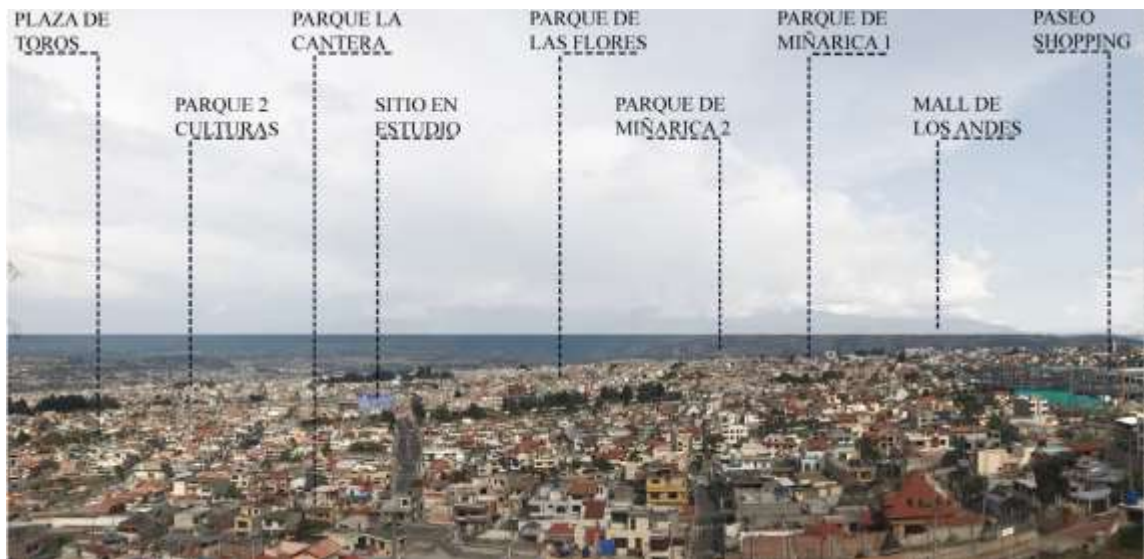 PLAZA DE
TOROS
PARQUE LA
CANTERA
PARQUE DE
LAS FLORES
PARQUE DE
MIÑARICA 1
PASEO
SHOPPING
PARQUE 2
CULTURAS
SITIO EN
ESTUDIO
PARQUE DE
MIÑARICA 2
MALL DE
LOS ANDES